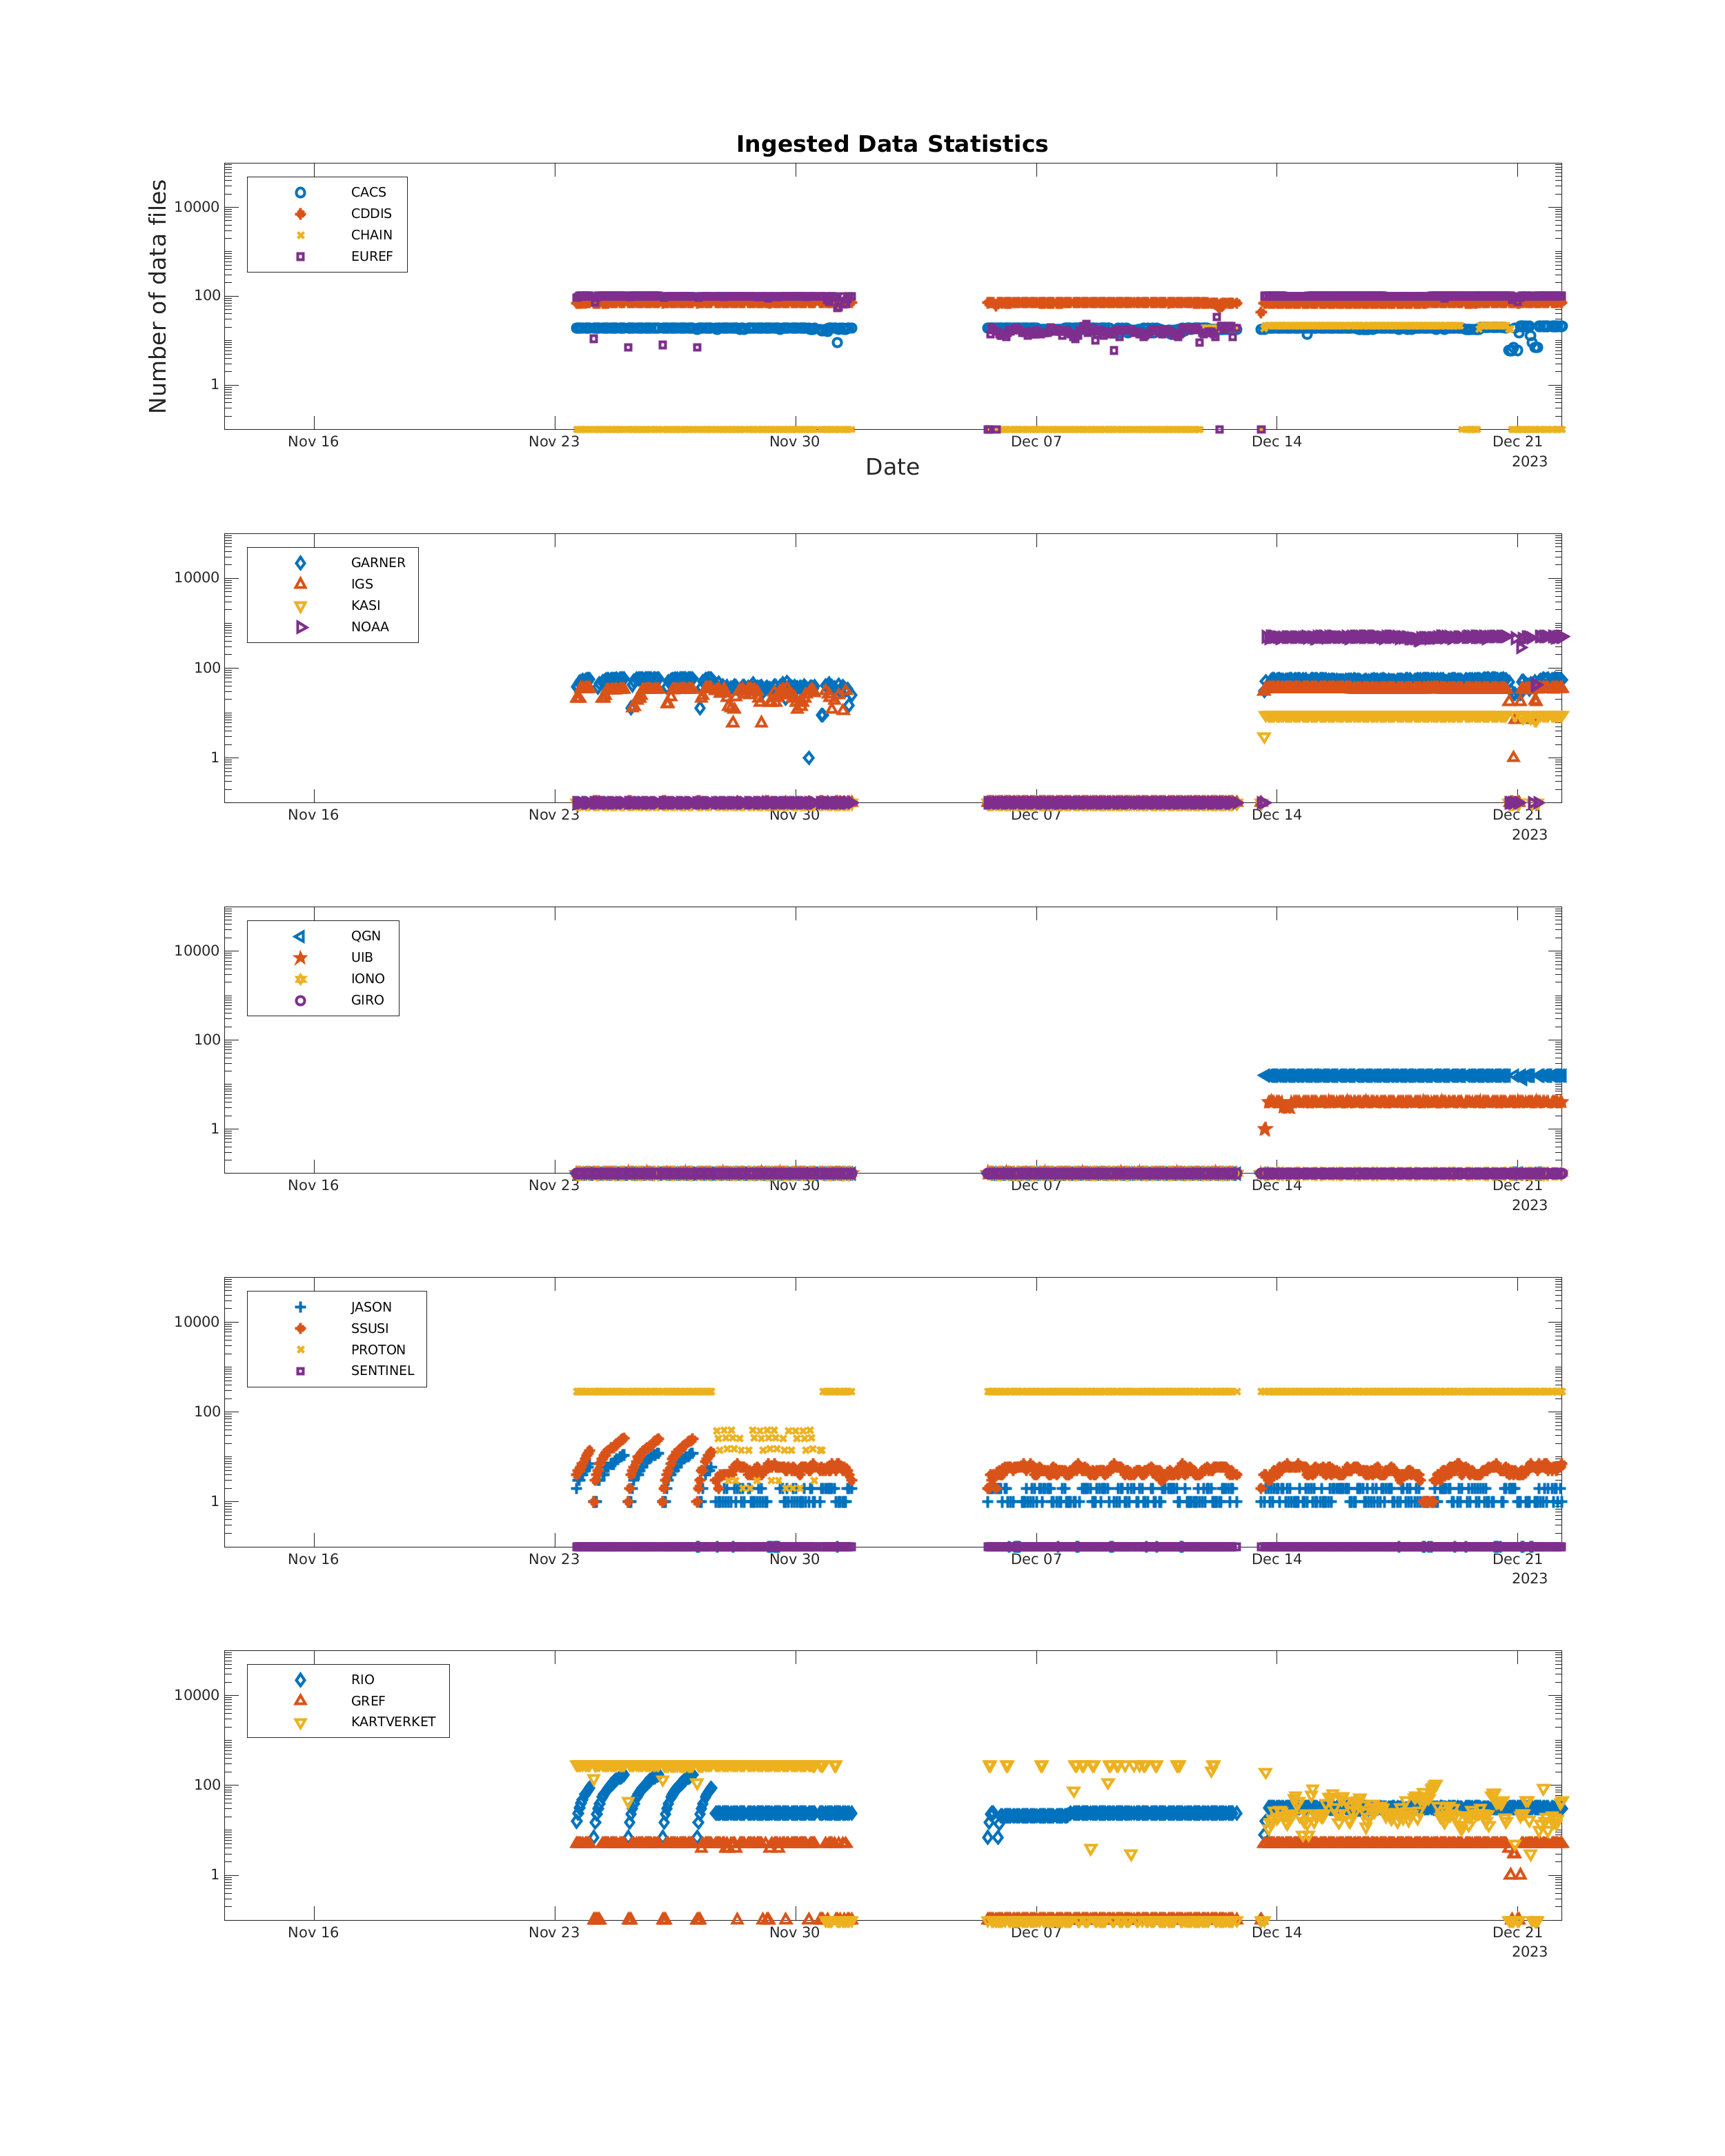 Ingested Data Statistics
Number of data files
10000
100
1
CACS
CDDIS
CHAIN
EUREF
Nov 16 Nov 23 Nov 30 Dec 07 Dec 14 Dec 21
2023
Date
10000
100
1
GARNER
IGS
KASI
NOAA
Nov 16 Nov 23 Nov 30 Dec 07 Dec 14 Dec 21
2023
10000
100
1
QGN
UIB
IONO
GIRO
Nov 16 Nov 23 Nov 30 Dec 07 Dec 14 Dec 21
2023
10000
100
1
JASON
SSUSI
PROTON
SENTINEL
Nov 16 Nov 23 Nov 30 Dec 07 Dec 14 Dec 21
2023
10000
100
1
RIO
GREF
KARTVERKET
Nov 16 Nov 23 Nov 30 Dec 07 Dec 14 Dec 21
2023